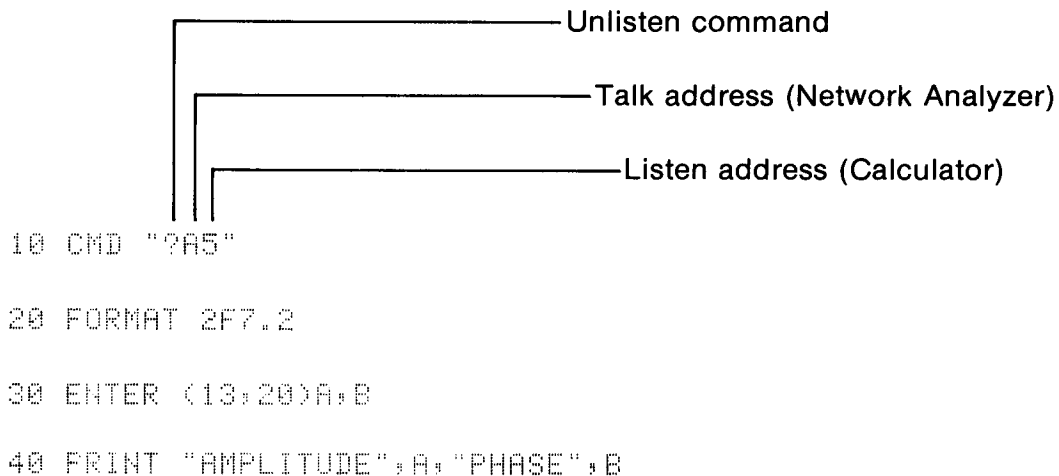 Unlisten command
Talk address (Network Analyzer)
Listen address (Calculator)
10 CMD "?A5"
20 FORMAT 2F7.2
30 ENTER (13,20)A,B
40 PRINT "AMPLITUDE",A,"PHASE",B